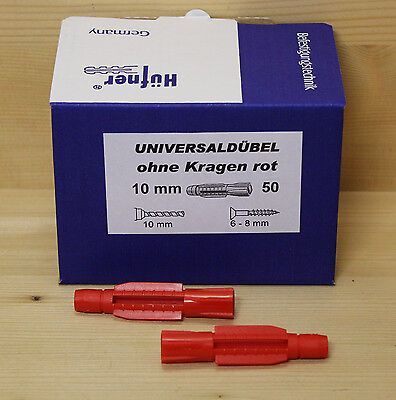 Germany
Hüfner®
Befestigungstechnik
UNIVERSALDÜBEL
ohne Kragen rot
10 mm 50
10 mm 6 - 8 mm